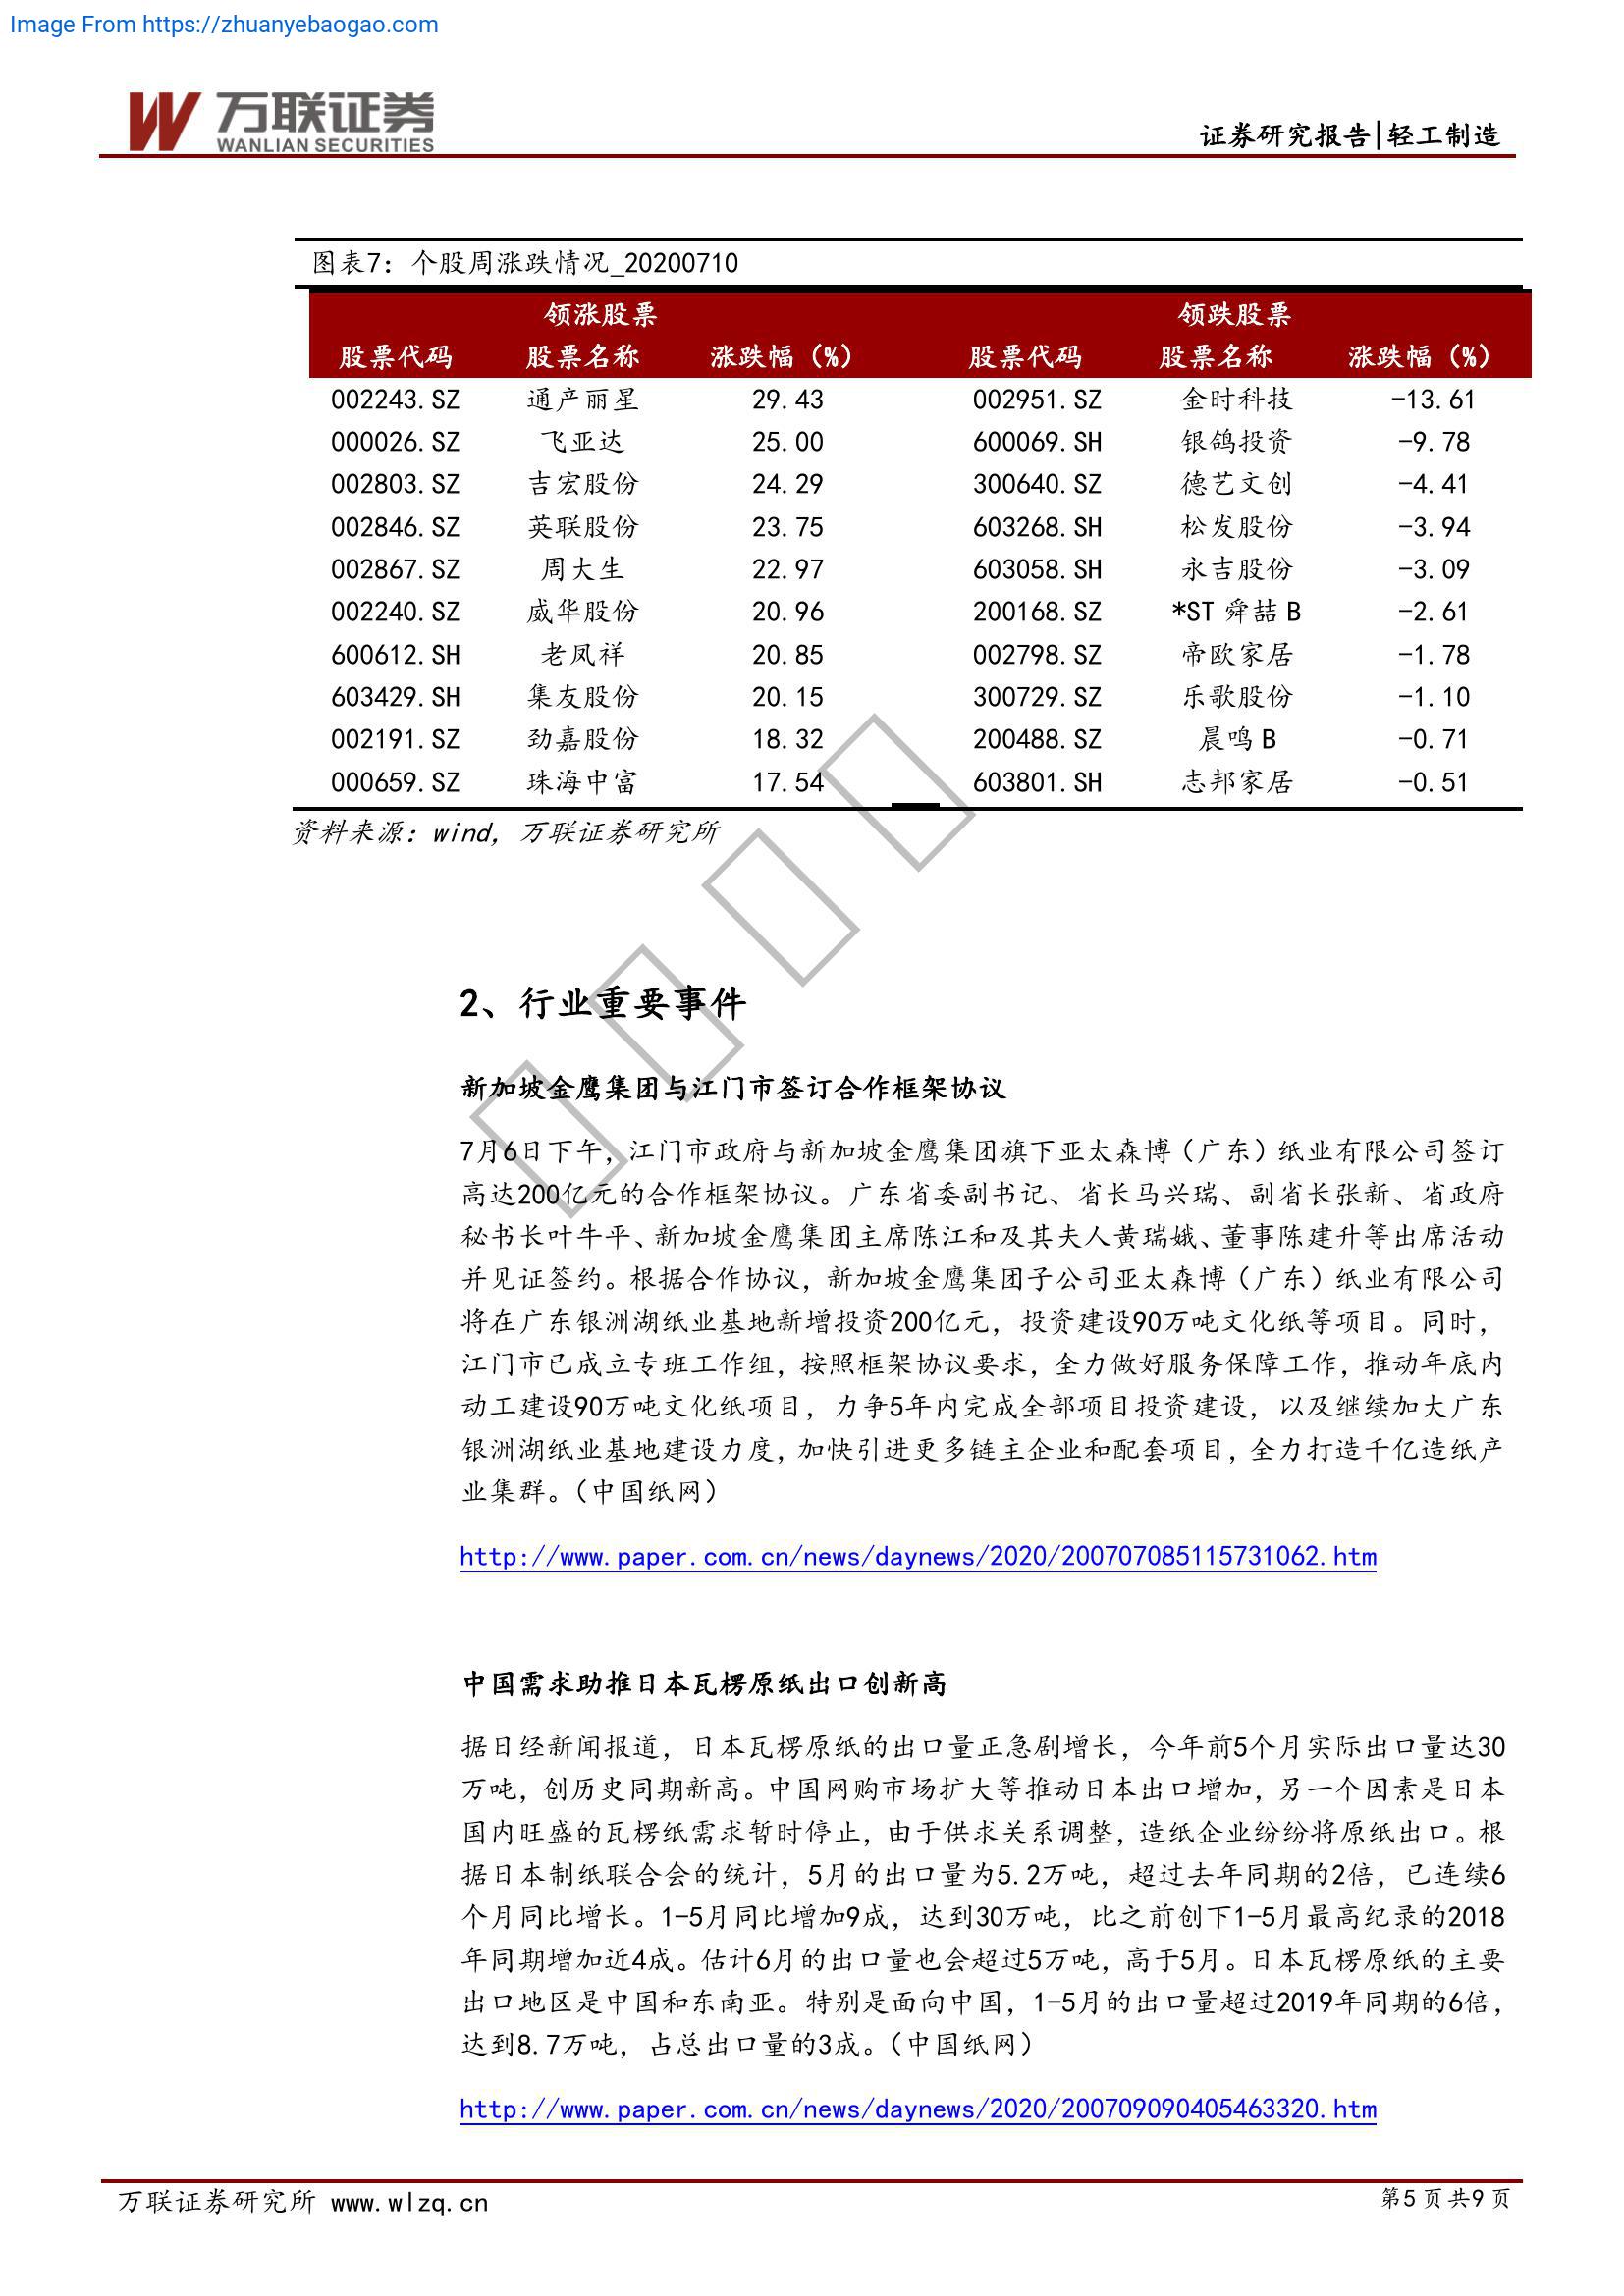 Image From https://zhuanyebaogao.com
万联证券
WANLIAN SECURITIES
证券研究报告|轻工制造
图表7：个股周涨跌情况_20200710
领涨股票 领跌股票
股票代码 股票名称 涨跌幅（%） 股票代码 股票名称 涨跌幅（%）
002243.SZ 通产丽星 29.43 002951.SZ 金时科技 -13.61
000026.SZ 飞亚达 25.00 600069.SH 银鸽投资 -9.78
002803.SZ 吉宏股份 24.29 300640.SZ 德艺文创 -4.41
002846.SZ 英联股份 23.75 603268.SH 松发股份 -3.94
002867.SZ 周大生 22.97 603058.SH 永吉股份 -3.09
002240.SZ 威华股份 20.96 200168.SZ *ST 舜喆 B -2.61
600612.SH 老凤祥 20.85 002798.SZ 帝欧家居 -1.78
603429.SH 集友股份 20.15 300729.SZ 乐歌股份 -1.10
002191.SZ 劲嘉股份 18.32 200488.SZ 晨鸣 B -0.71
000659.SZ 珠海中富 17.54 603801.SH 志邦家居 -0.51
资料来源：wind，万联证券研究所
2、行业重要事件
新加坡金鹰集团与江门市签订合作框架协议
7月6日下午，江门市政府与新加坡金鹰集团旗下亚太森博（广东）纸业有限公司签订
高达200亿元的合作框架协议。广东省委副书记、省长马兴瑞、副省长张新、省政府
秘书长叶牛平、新加坡金鹰集团主席陈江和及其夫人黄瑞娥、董事陈建升等出席活动
并见证签约。根据合作协议，新加坡金鹰集团子公司亚太森博（广东）纸业有限公司
将在广东银洲湖纸业基地新增投资200亿元，投资建设90万吨文化纸等项目。同时，
江门市已成立专班工作组，按照框架协议要求，全力做好服务保障工作，推动年底内
动工建设90万吨文化纸项目，力争5年内完成全部项目投资建设，以及继续加大广东
银洲湖纸业基地建设力度，加快引进更多链主企业和配套项目，全力打造千亿造纸产
业集群。（中国纸网）
http://www.paper.com.cn/news/daynews/2020/200707085115731062.htm
中国需求助推日本瓦楞原纸出口创新高
据日经新闻报道，日本瓦楞原纸的出口量正急剧增长，今年前5个月实际出口量达30
万吨，创历史同期新高。中国网购市场扩大等推动日本出口增加，另一个因素是日本
国内旺盛的瓦楞纸需求暂时停止，由于供求关系调整，造纸企业纷纷将原纸出口。根
据日本制纸联合会的统计，5月的出口量为5.2万吨，超过去年同期的2倍，已连续6
个月同比增长。1-5月同比增加9成，达到30万吨，比之前创下1-5月最高纪录的2018
年同期增加近4成。估计6月的出口量也会超过5万吨，高于5月。日本瓦楞原纸的主要
出口地区是中国和东南亚。特别是面向中国，1-5月的出口量超过2019年同期的6倍，
达到8.7万吨，占总出口量的3成。（中国纸网）
http://www.paper.com.cn/news/daynews/2020/200709090405463320.htm
万联证券研究所 www.wlzq.cn
第5页共9页